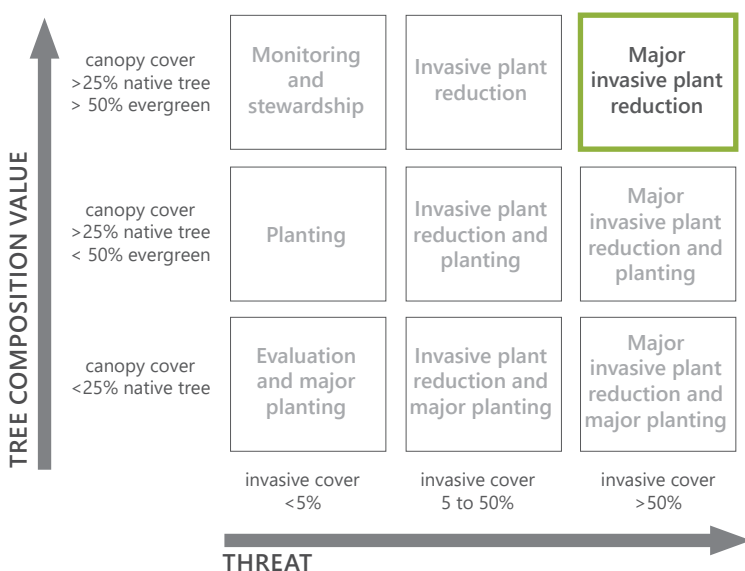 TREE COMPOSITION VALUE
canopy cover
>25% native tree
> 50% evergreen
Monitoring
and
stewardship
Invasive plant
reduction
Major
invasive plant
reduction
canopy cover
>25% native tree
< 50% evergreen
Planting
Invasive plant
reduction and
planting
Major
invasive plant
reduction and
planting
canopy cover
<25% native tree
Evaluation
and major
planting
Invasive plant
reduction and
major planting
Major
invasive plant
reduction and
major planting
invasive cover
<5%
invasive cover
5 to 50%
invasive cover
>50%
THREAT